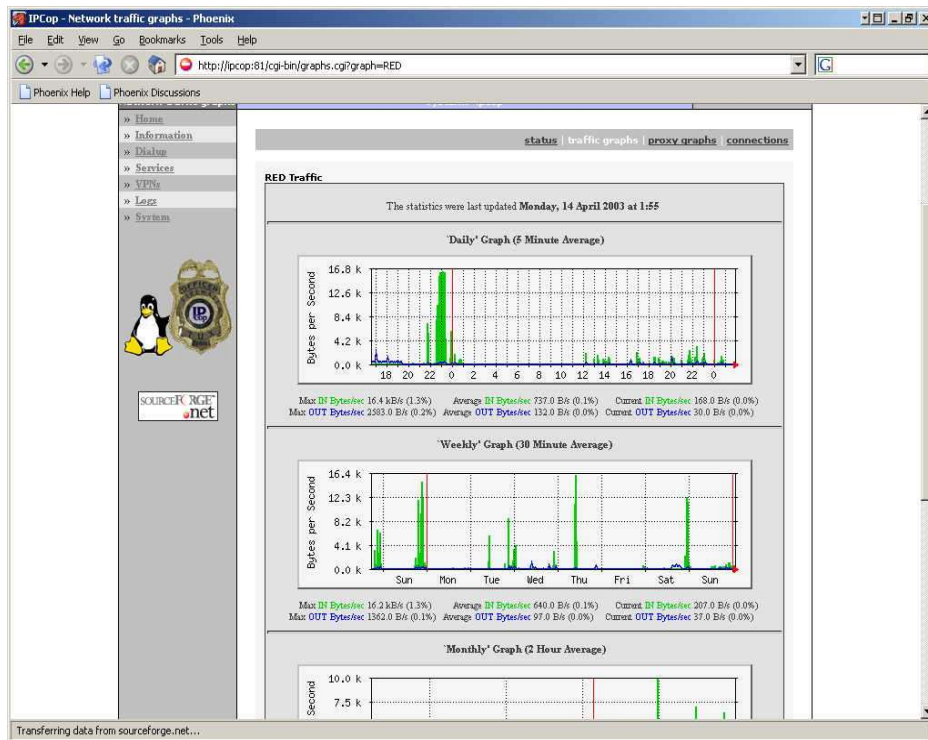 IPCop - Network traffic graphs - Phoenix
File Edit View Go Bookmarks Tools Help
http://ipcop:81/cgi-bin/graphs.cgi?graph=RED
G
Phoenix Help Phoenix Discussions
» Home
» Information
» Dialup
» Services
» VPNs
» Logs
» System
OFFICER
IP
Cop
SOURCEFORGE
.net
status | traffic graphs | proxy graphs | connections
RED Traffic
The statistics were last updated Monday, 14 April 2003 at 1:55
`Daily' Graph (5 Minute Average)
Bytes per Second
16.8 k
12.6 k
8.4 k
4.2 k
0.0 k
18 20 22 0 2 4 6 8 10 12 14 16 18 20 22 0
Max IN Bytes/sec 16.4 kB/s (1.3%) Average IN Bytes/sec 737.0 B/s (0.1%) Current IN Bytes/sec 168.0 B/s (0.0%)
Max OUT Bytes/sec 2583.0 B/s (0.2%) Average OUT Bytes/sec 132.0 B/s (0.0%) Current OUT Bytes/sec 30.0 B/s (0.0%)
`Weekly' Graph (30 Minute Average)
Bytes per Second
16.4 k
12.3 k
8.2 k
4.1 k
0.0 k
Sun Mon Tue Wed Thu Fri Sat Sun
Max IN Bytes/sec 16.2 kB/s (1.3%) Average IN Bytes/sec 640.0 B/s (0.1%) Current IN Bytes/sec 207.0 B/s (0.0%)
Max OUT Bytes/sec 1362.0 B/s (0.1%) Average OUT Bytes/sec 97.0 B/s (0.0%) Current OUT Bytes/sec 37.0 B/s (0.0%)
`Monthly' Graph (2 Hour Average)
Second
10.0 k
7.5 k
Transferring data from sourceforge.net...